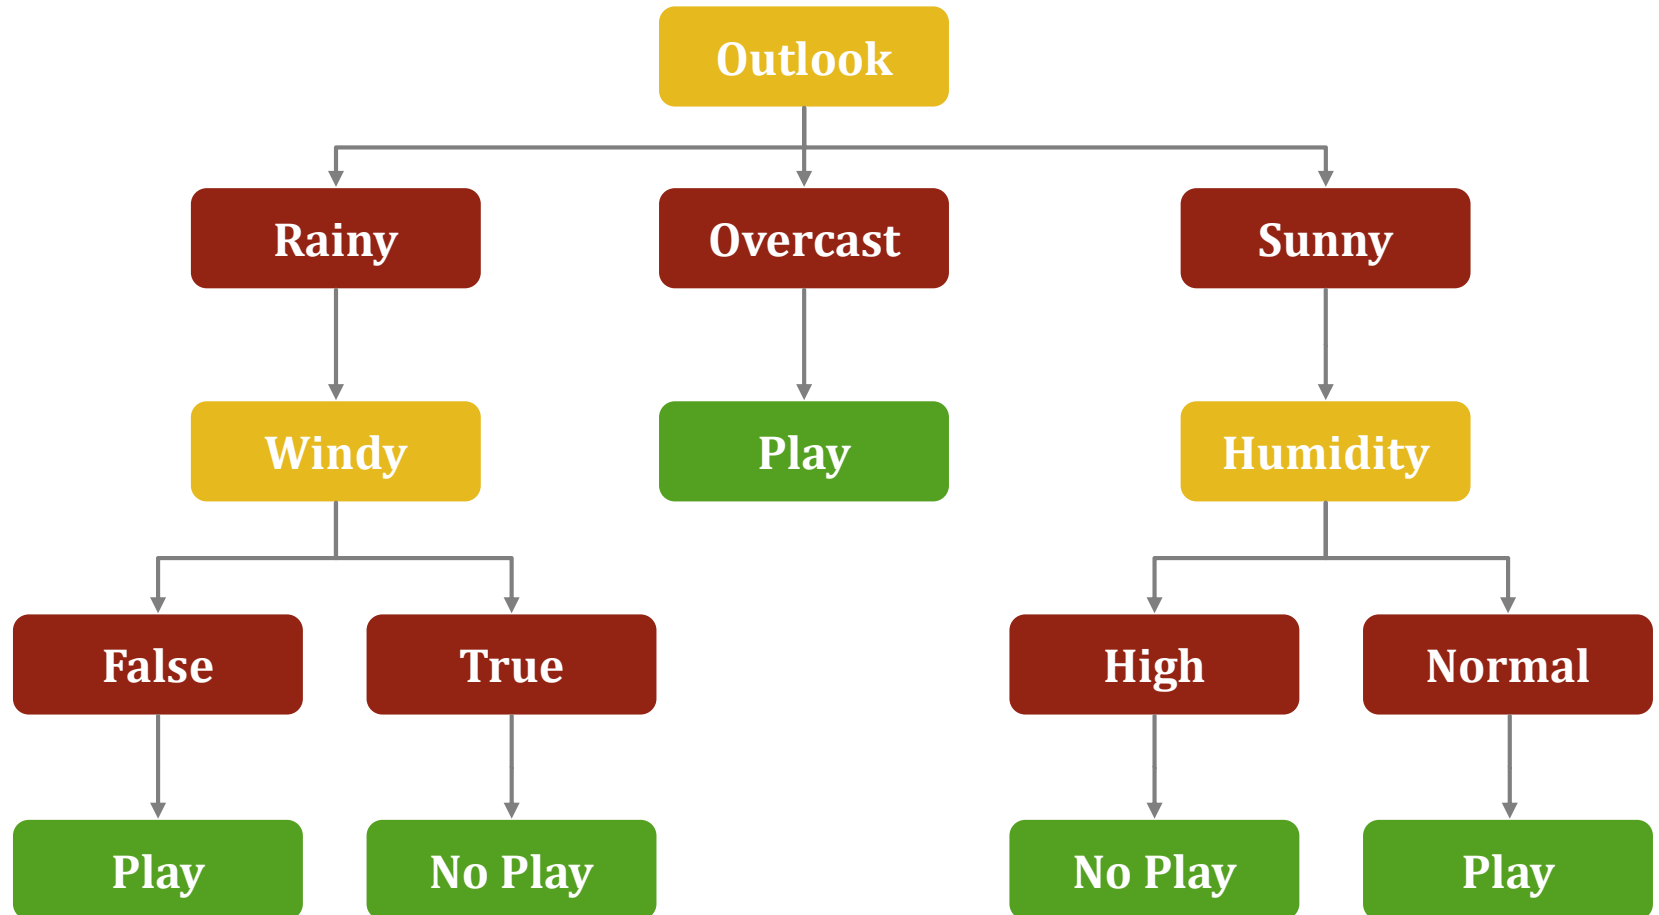 Outlook
Rainy
Overcast
Sunny
Windy
Play
Humidity
False
True
High
Normal
Play
No Play
No Play
Play